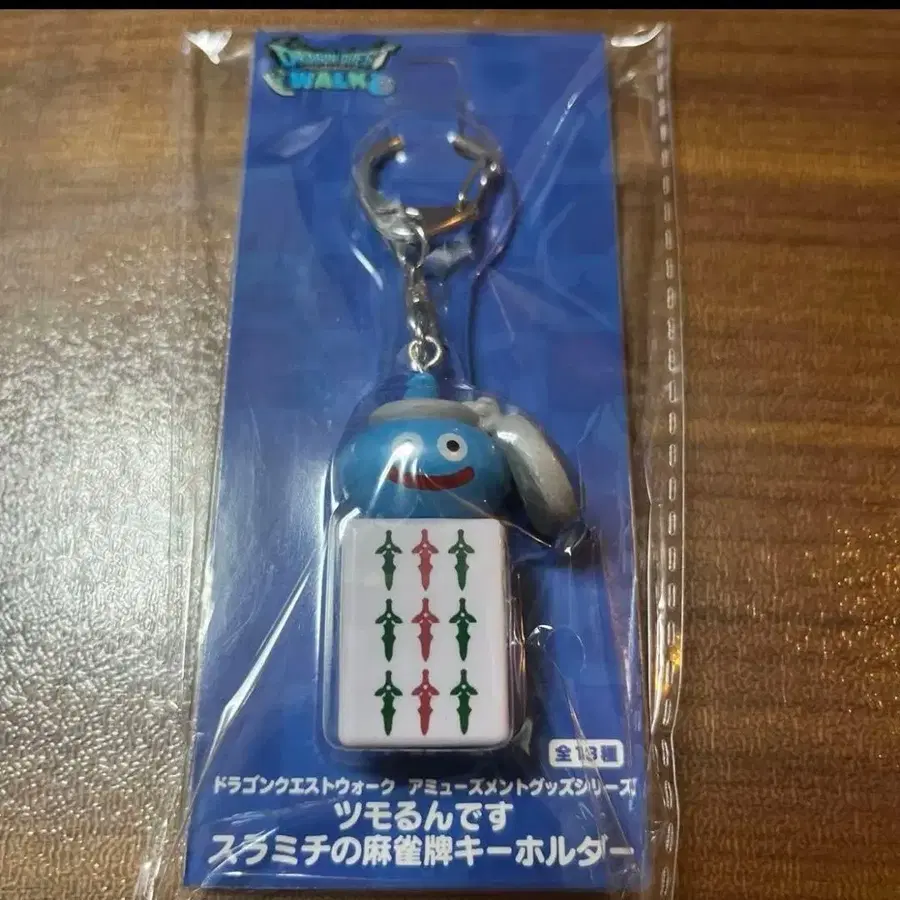 DRAGON QUEST
WALK
全13種
ドラゴンクエストウォーク アミューズメントグッズシリーズ
ツモるんです
スラミチの麻雀牌キーホルダー